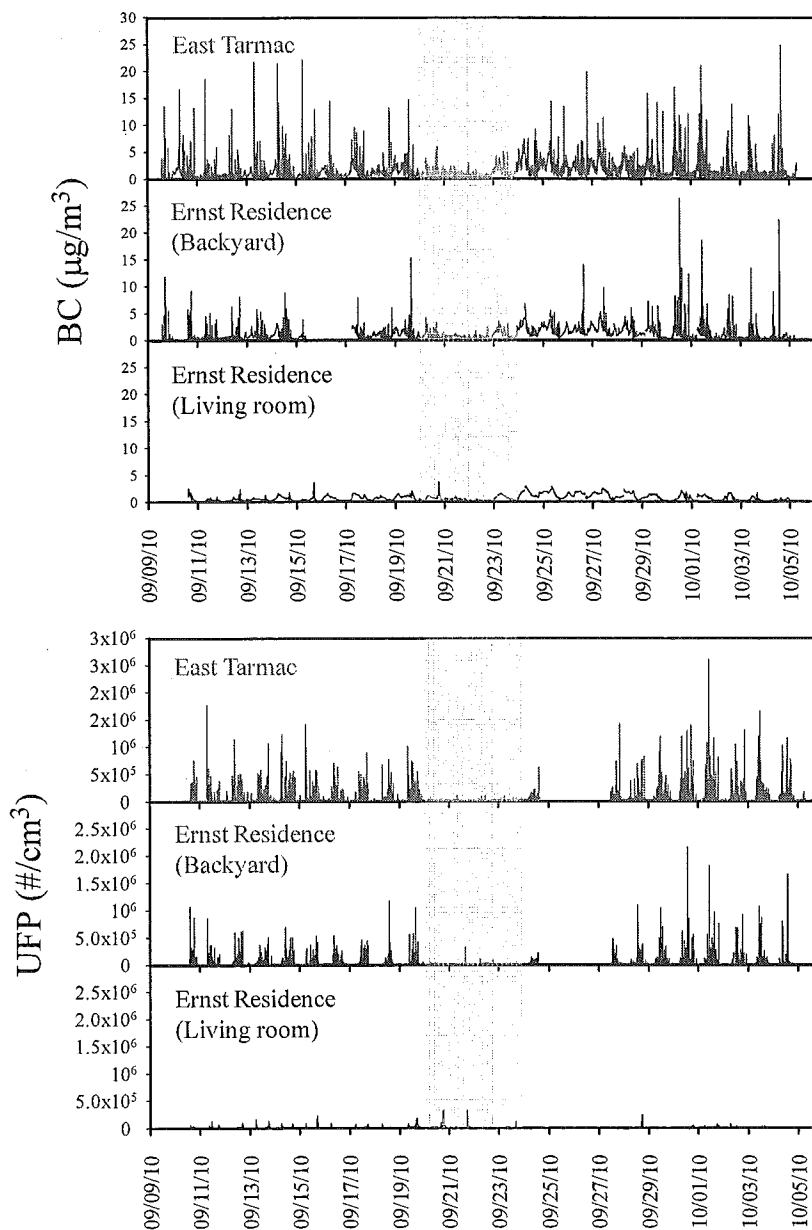 30
East Tarmac
25
20
15
10
5
0
BC (µg/m³)
Ernst Residence
(Backyard)
25
20
15
10
5
0
Ernst Residence
(Living room)
25
20
15
10
5
0
09/09/10
09/11/10
09/13/10
09/15/10
09/17/10
09/19/10
09/21/10
09/23/10
09/25/10
09/27/10
09/29/10
10/01/10
10/03/10
10/05/10
3x10⁶
East Tarmac
3x10⁶
2x10⁶
2x10⁶
10⁶
5x10⁵
0
UFP (#/cm³)
Ernst Residence
(Backyard)
2.5x10⁶
2.0x10⁶
1.5x10⁶
10⁶
5.0x10⁵
0
Ernst Residence
(Living room)
2.5x10⁶
2.0x10⁶
1.5x10⁶
10⁶
5.0x10⁵
0
09/09/10
09/11/10
09/13/10
09/15/10
09/17/10
09/19/10
09/21/10
09/23/10
09/25/10
09/27/10
09/29/10
10/01/10
10/03/10
10/05/10